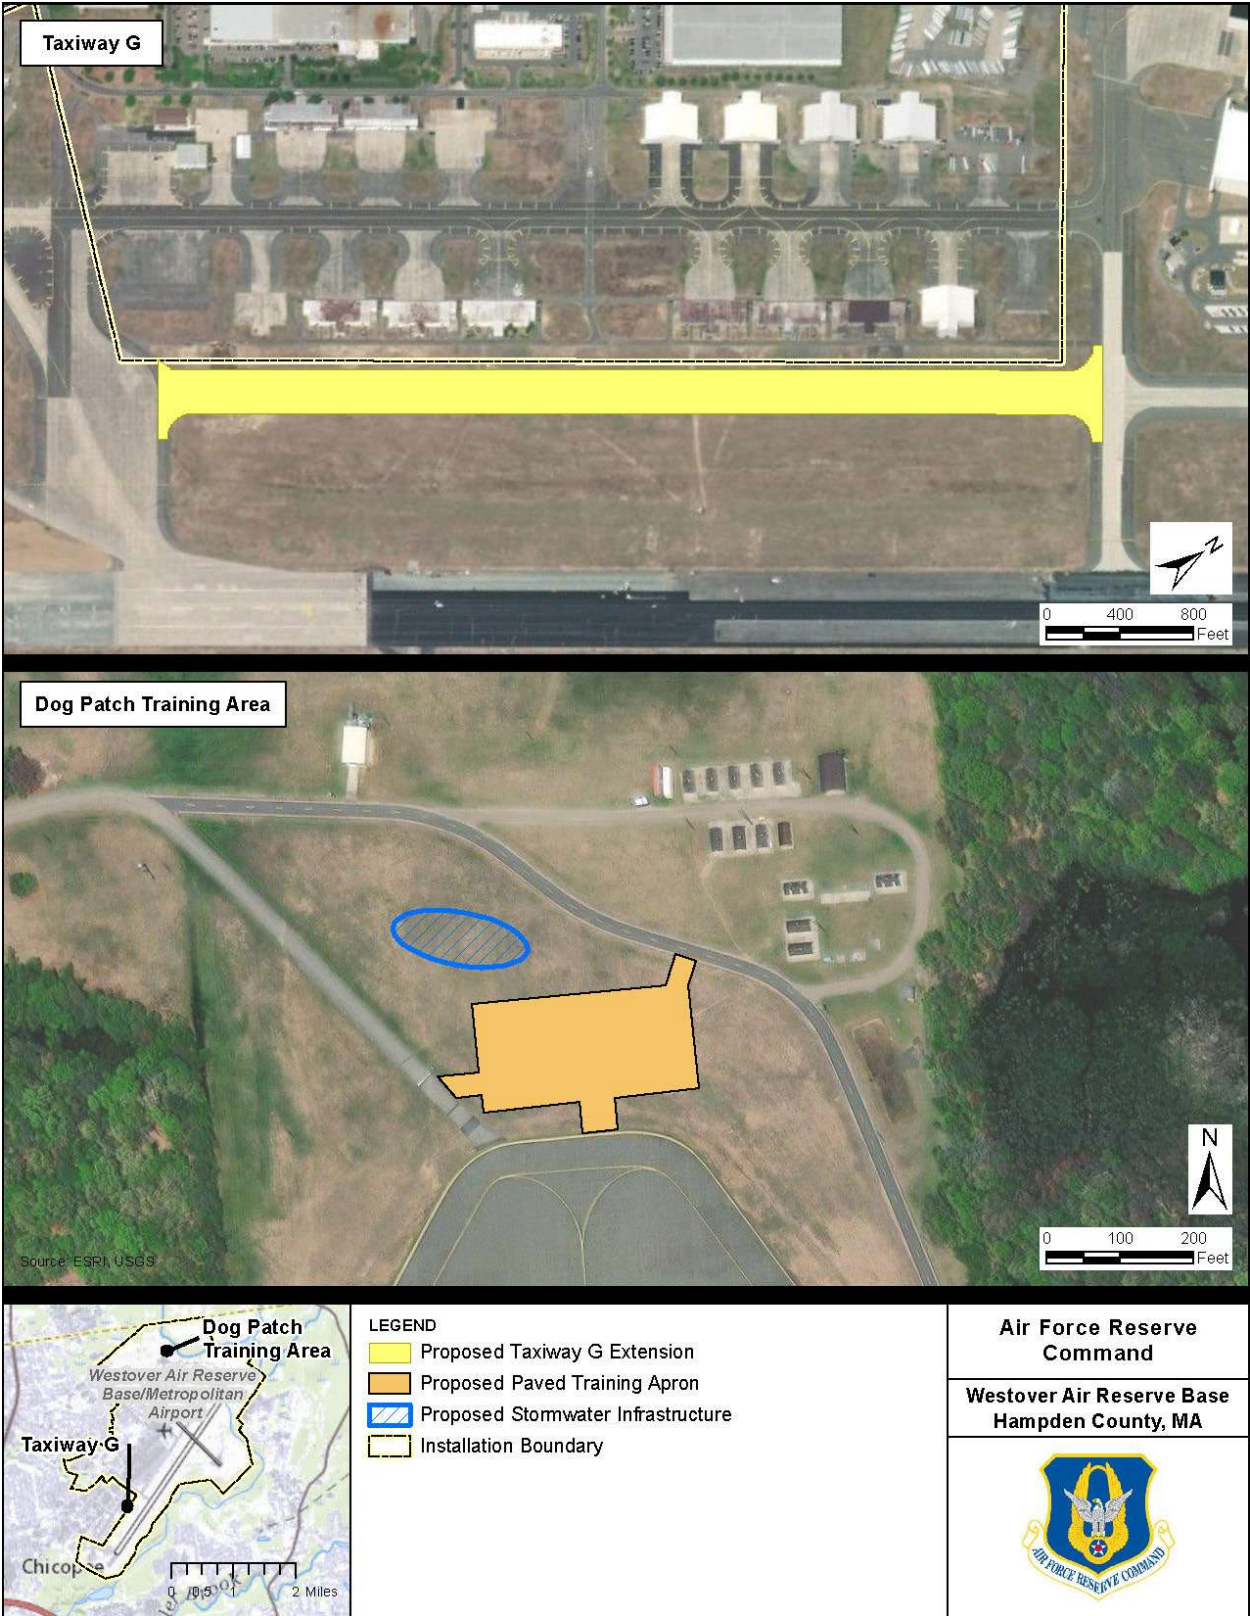 Taxiway G
N
0 400 800
Feet
Dog Patch Training Area
N
0 100 200
Feet
Source: ESRI, USGS
Dog Patch
Training Area
Westover Air Reserve
Base/Metropolitan
Airport
Taxiway G
Chicopee
0 0.5 1 2 Miles
LEGEND
Proposed Taxiway G Extension
Proposed Paved Training Apron
Proposed Stormwater Infrastructure
Installation Boundary
Air Force Reserve
Command
Westover Air Reserve Base
Hampden County, MA
AIR FORCE RESERVE COMMAND